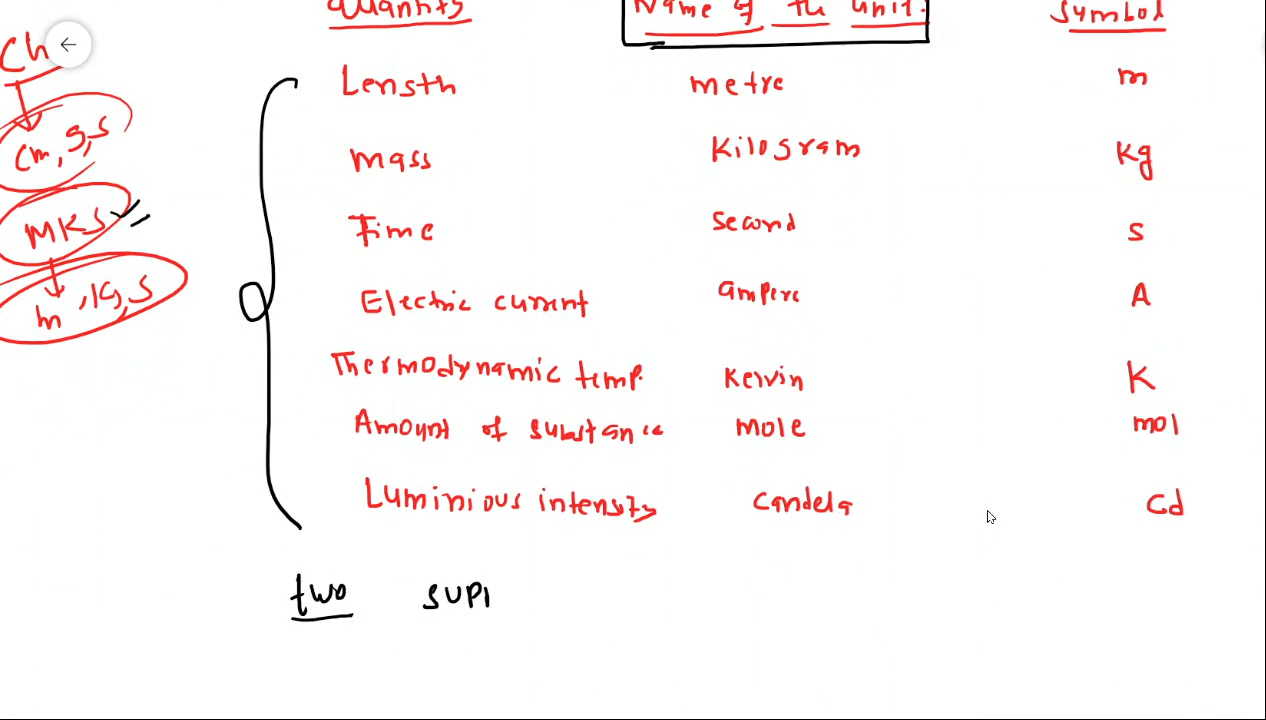 Quantity Name of the unit. Symbol
Ch
Length metre m
cm, g, s
Mass Kilogram Kg
MKS
Time Second s
m
Electric current ampere A
Thermodynamic temp. Kelvin K
Amount of substance mole mol
Luminious intensity Candela Cd
two SUPl